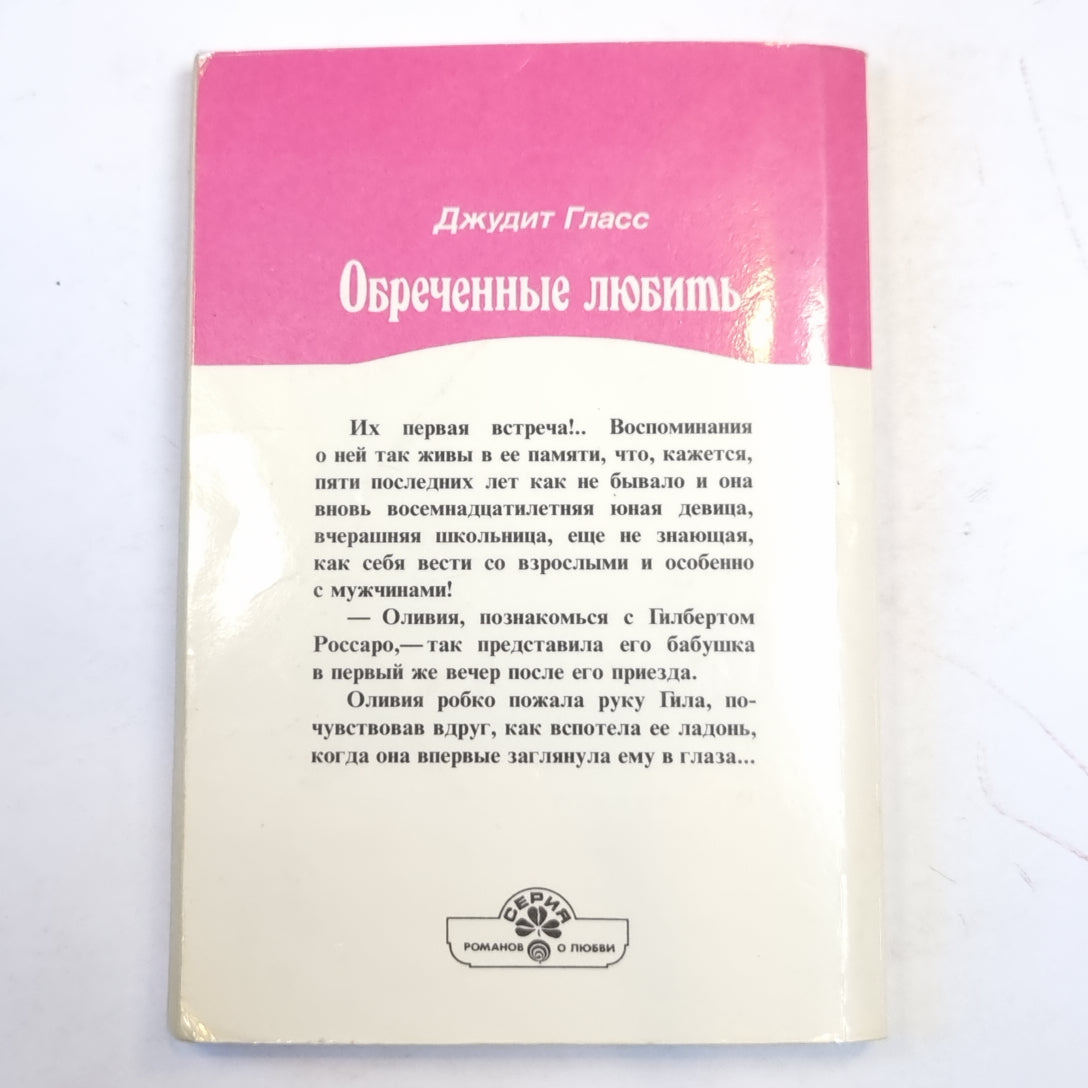 Джудит Гласс
Обреченные любить
Их первая встреча!.. Воспоминания
о ней так живы в ее памяти, что, кажется,
пяти последних лет как не бывало и она
вновь восемнадцатилетняя юная девица,
вчерашняя школьница, еще не знающая,
как себя вести со взрослыми и особенно
с мужчинами!
— Оливия, познакомься с Гилбертом
Россаро,— так представила его бабушка
в первый же вечер после его приезда.
Оливия робко пожала руку Гила, по-
чувствовав вдруг, как вспотела ее ладонь,
когда она впервые заглянула ему в глаза...
СЕРИЯ
РОМАНОВ О ЛЮБВИ